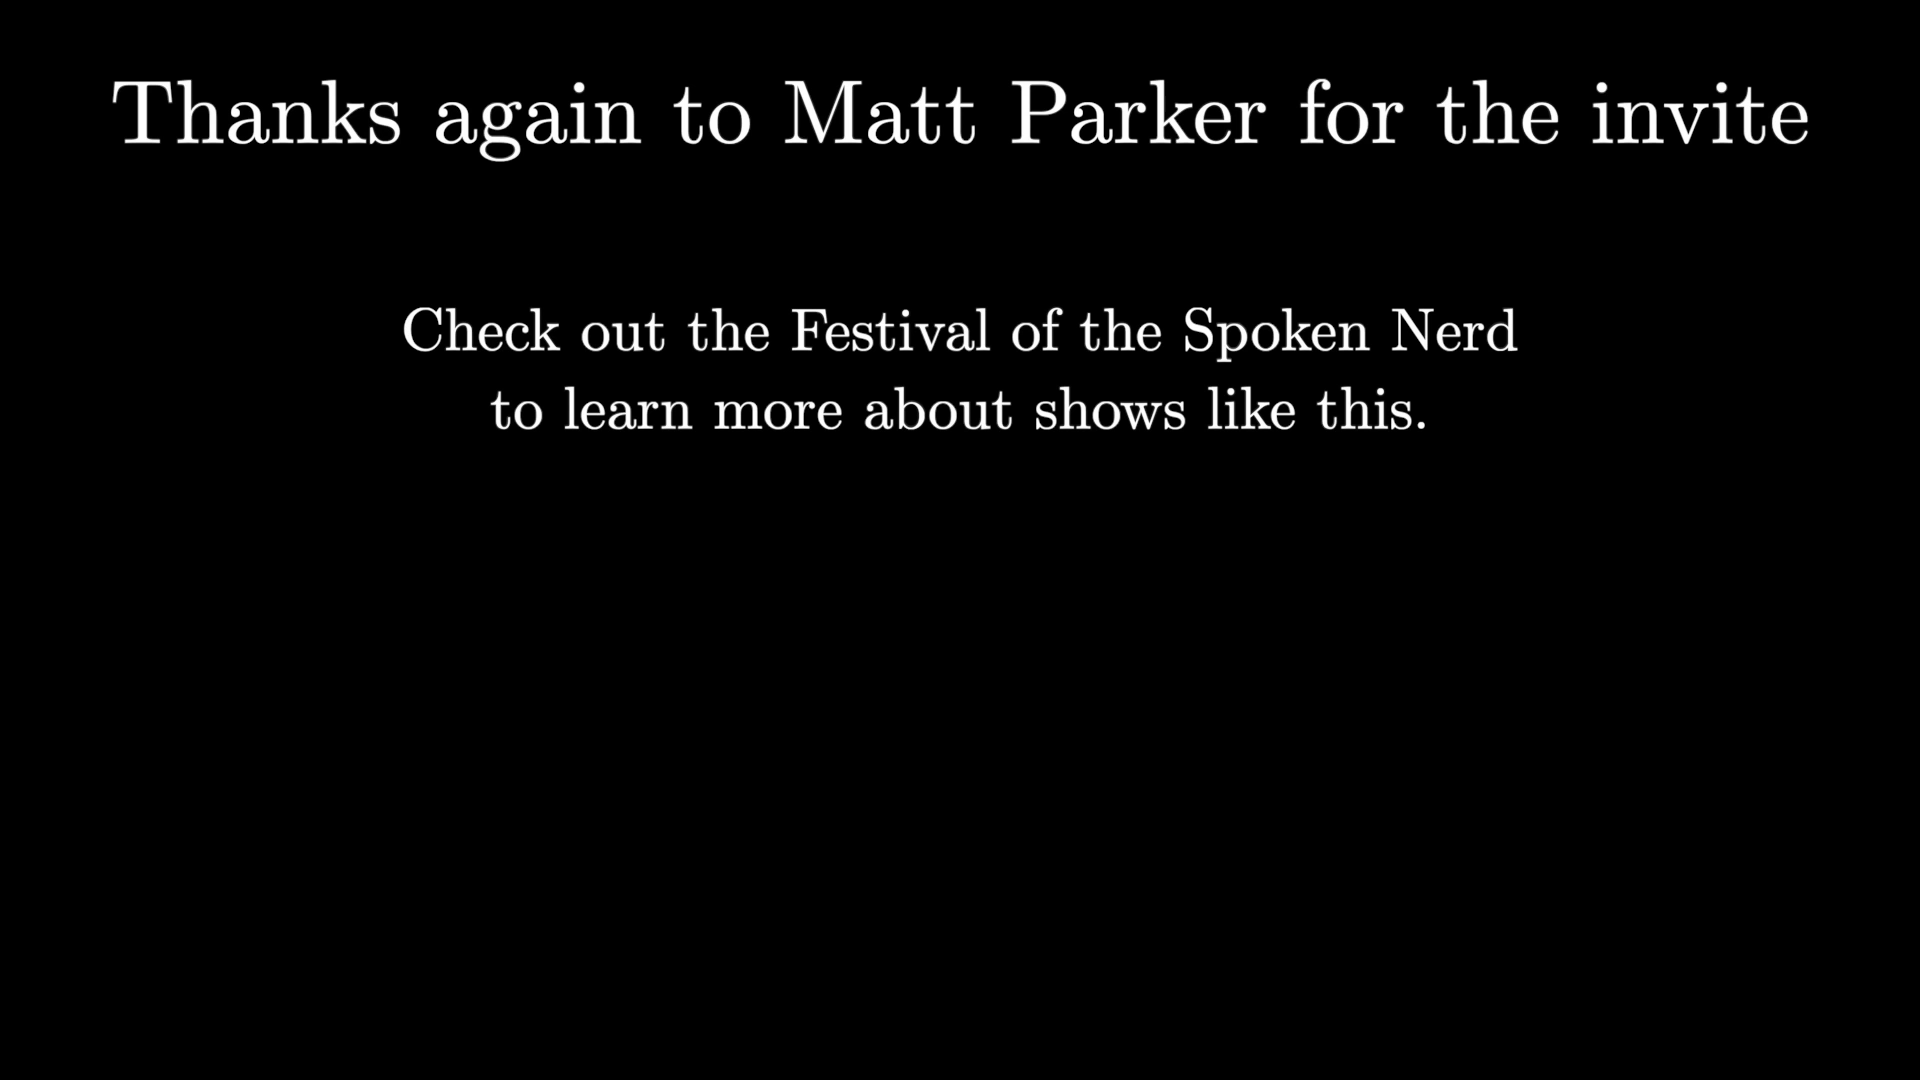 Thanks again to Matt Parker for the invite
Check out the Festival of the Spoken Nerd
to learn more about shows like this.